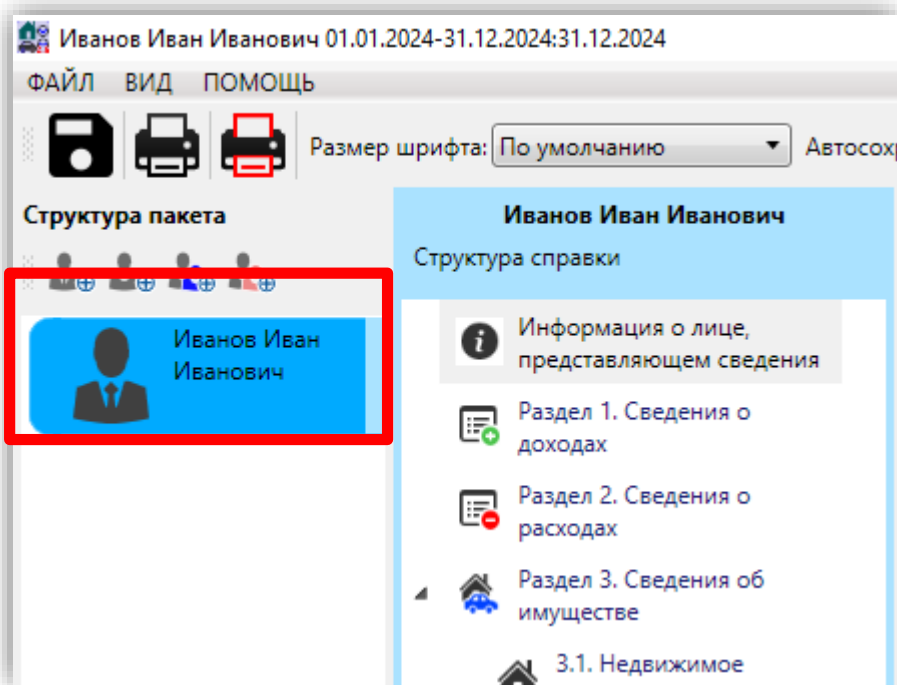 Иванов Иван Иванович 01.01.2024-31.12.2024:31.12.2024
ФАЙЛ ВИД ПОМОЩЬ
Размер шрифта: По умолчанию Автосох
Структура пакета
Иванов Иван
Иванович
Иванов Иван Иванович
Структура справки
Информация о лице,
представляющем сведения
Раздел 1. Сведения о
доходах
Раздел 2. Сведения о
расходах
Раздел 3. Сведения об
имуществе
3.1. Недвижимое